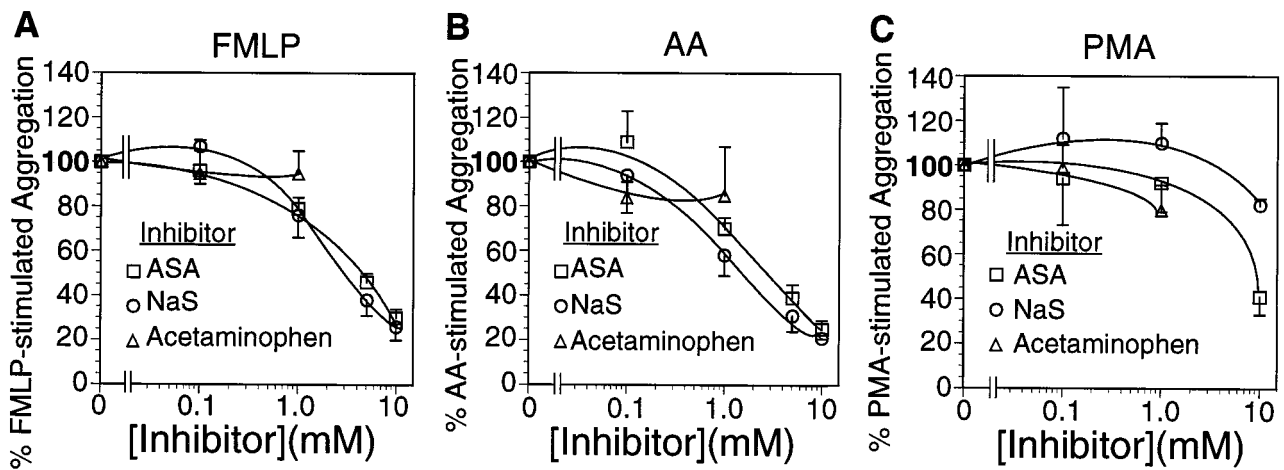 A
FMLP
% FMLP-stimulated Aggregation
140
120
100
80
60
40
20
0
Inhibitor
ASA
NaS
Acetaminophen
0 0.1 1.0 10
[Inhibitor](mM)
B
AA
% AA-stimulated Aggregation
140
120
100
80
60
40
20
0
Inhibitor
ASA
NaS
Acetaminophen
0 0.1 1.0 10
[Inhibitor](mM)
C
PMA
% PMA-stimulated Aggregation
140
120
100
80
60
40
20
0
Inhibitor
ASA
NaS
Acetaminophen
0 0.1 1.0 10
[Inhibitor](mM)